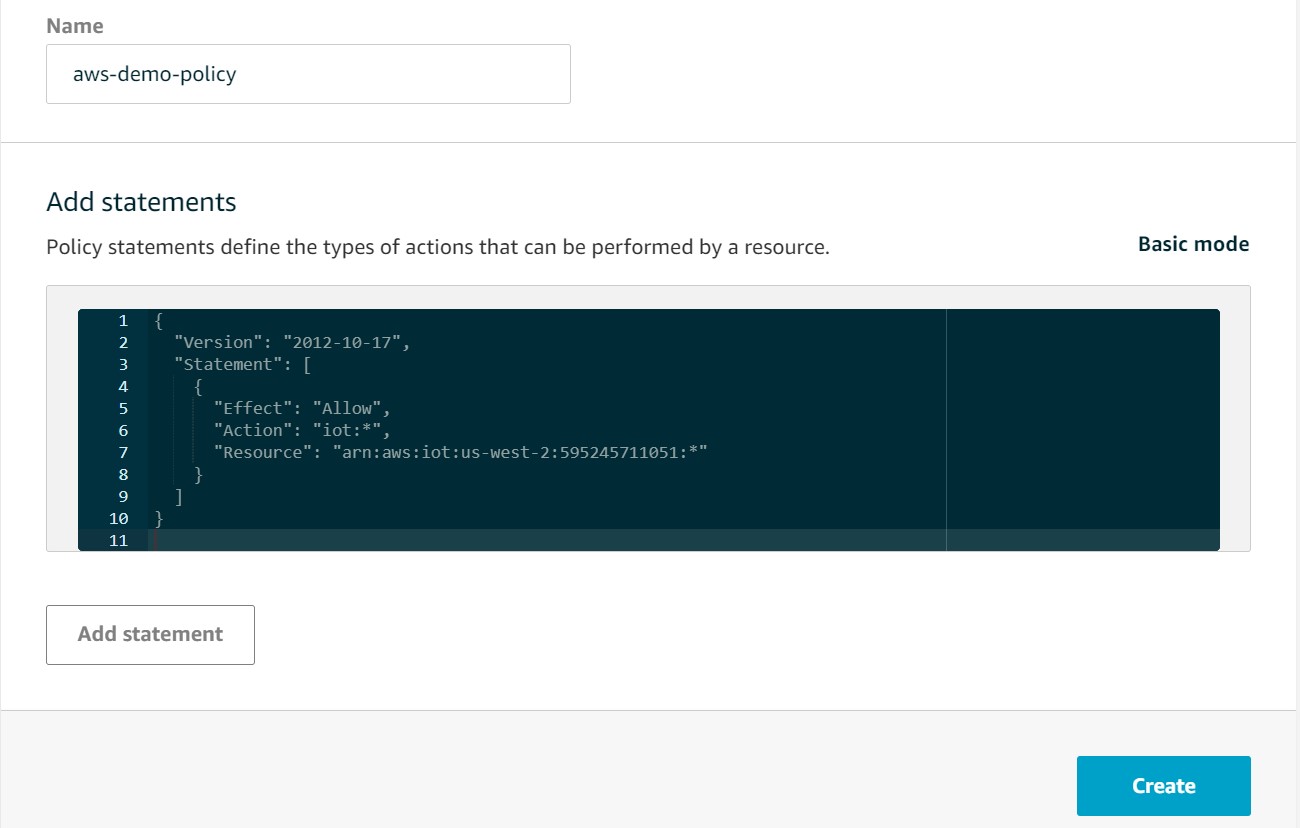 Name
aws-demo-policy
Add statements
Policy statements define the types of actions that can be performed by a resource.
Basic mode
1 {
2   "Version": "2012-10-17",
3   "Statement": [
4     {
5       "Effect": "Allow",
6       "Action": "iot:*",
7       "Resource": "arn:aws:iot:us-west-2:595245711051:*"
8     }
9   ]
10 }
11
Add statement
Create